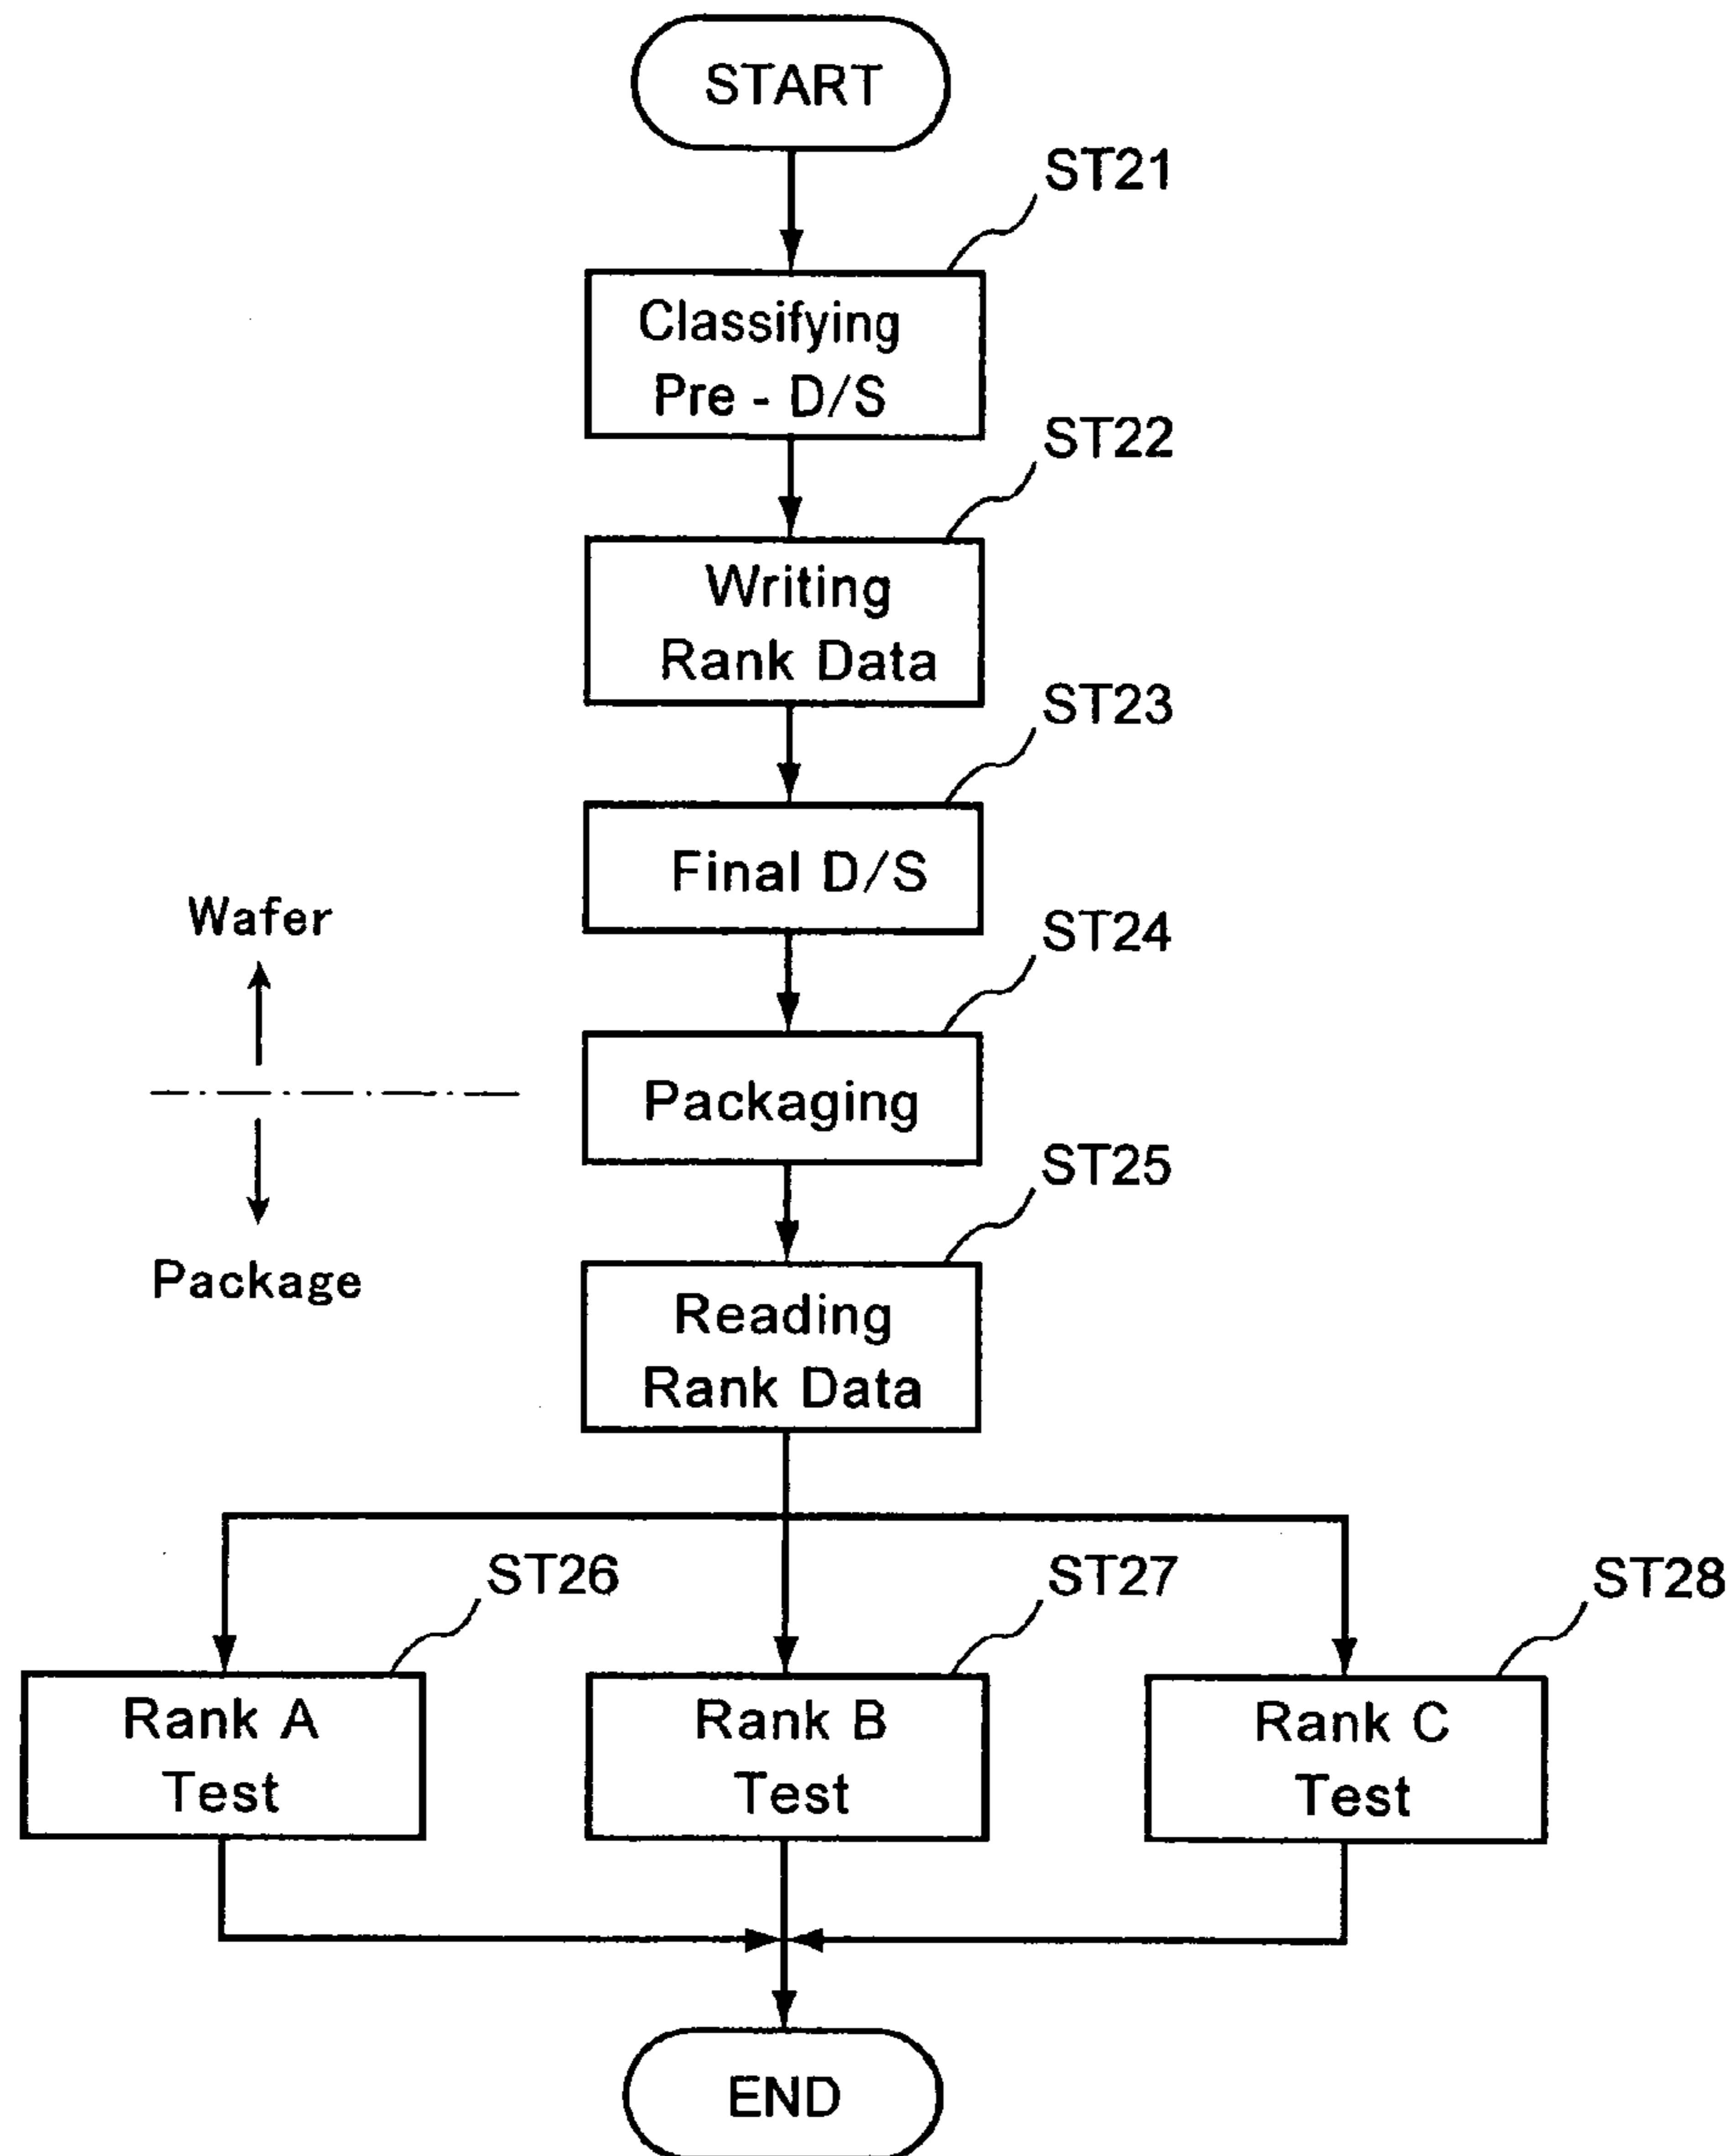 START
ST21
Classifying
Pre - D/S
ST22
Writing
Rank Data
ST23
Final D/S
Wafer
ST24
Packaging
ST25
Package
Reading
Rank Data
ST26
ST27
ST28
Rank A
Test
Rank B
Test
Rank C
Test
END